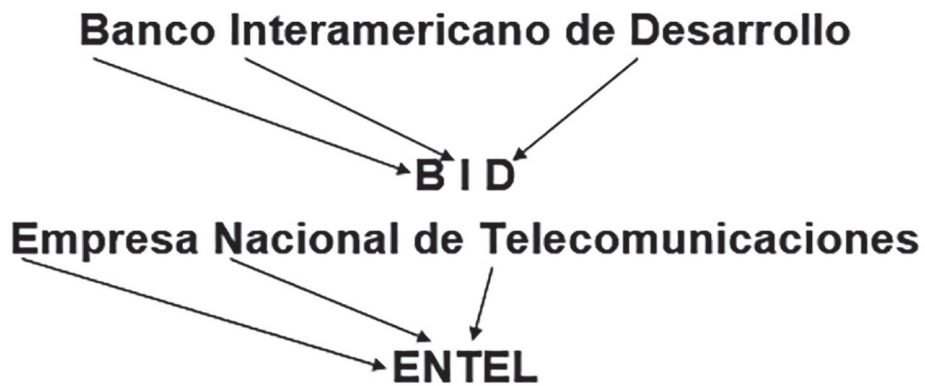 Banco Interamericano de Desarrollo
B I D
Empresa Nacional de Telecomunicaciones
ENTEL